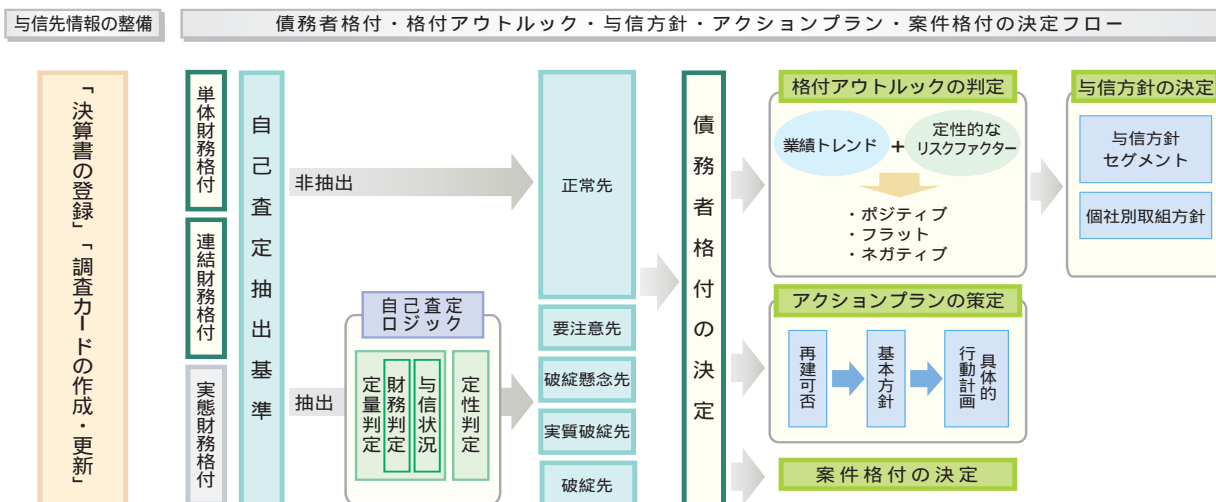 与信先情報の整備
債務者格付・格付アウトルック・与信方針・アクションプラン・案件格付の決定フロー
「決算書の登録」「調査カードの作成・更新」
単体財務格付
連結財務格付
実態財務格付
自己査定抽出基準
非抽出
抽出
自己査定
ロジック
定量判定
財務判定
与信状況
定性判定
正常先
要注意先
破綻懸念先
実質破綻先
破綻先
債務者格付の決定
格付アウトルックの判定
業績トレンド
+
定性的な
リスクファクター
・ポジティブ
・フラット
・ネガティブ
与信方針の決定
与信方針
セグメント
個社別取組方針
アクションプランの策定
再建可否
基本方針
具体的
行動計画
案件格付の決定